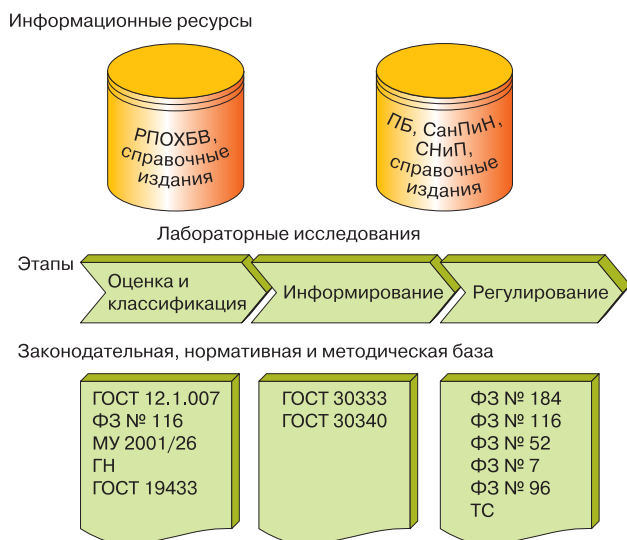 Информационные ресурсы
РПОХБВ,
справочные
издания
ПБ, СанПиН,
СНиП,
справочные
издания
Лабораторные исследования
Этапы
Оценка и
классификация
Информирование
Регулирование
Законодательная, нормативная и методическая база
ГОСТ 12.1.007
ФЗ № 116
МУ 2001/26
ГН
ГОСТ 19433
ГОСТ 30333
ГОСТ 30340
ФЗ № 184
ФЗ № 116
ФЗ № 52
ФЗ № 7
ФЗ № 96
ТС